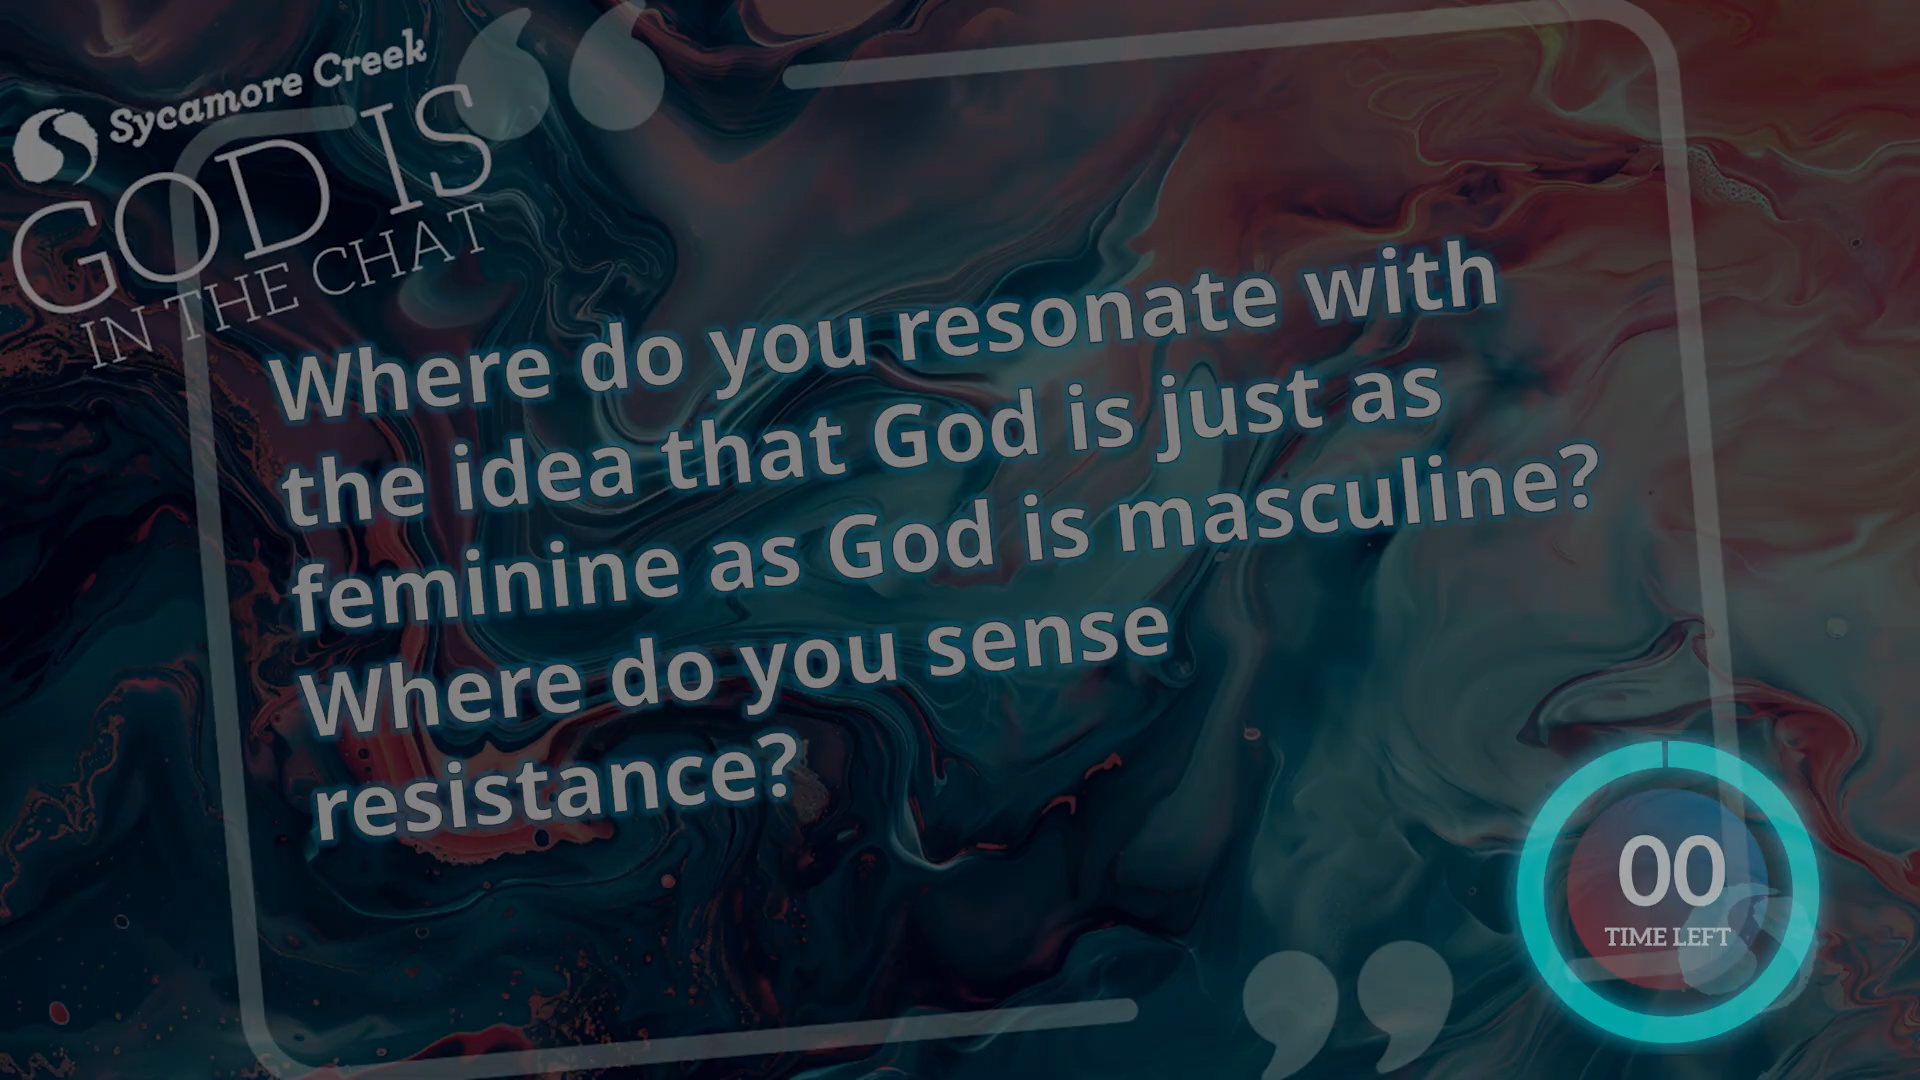 Sycamore Creek
GOD IS
IN THE CHAT
Where do you resonate with
the idea that God is just as
feminine as God is masculine?
Where do you sense
resistance?
00
TIME LEFT